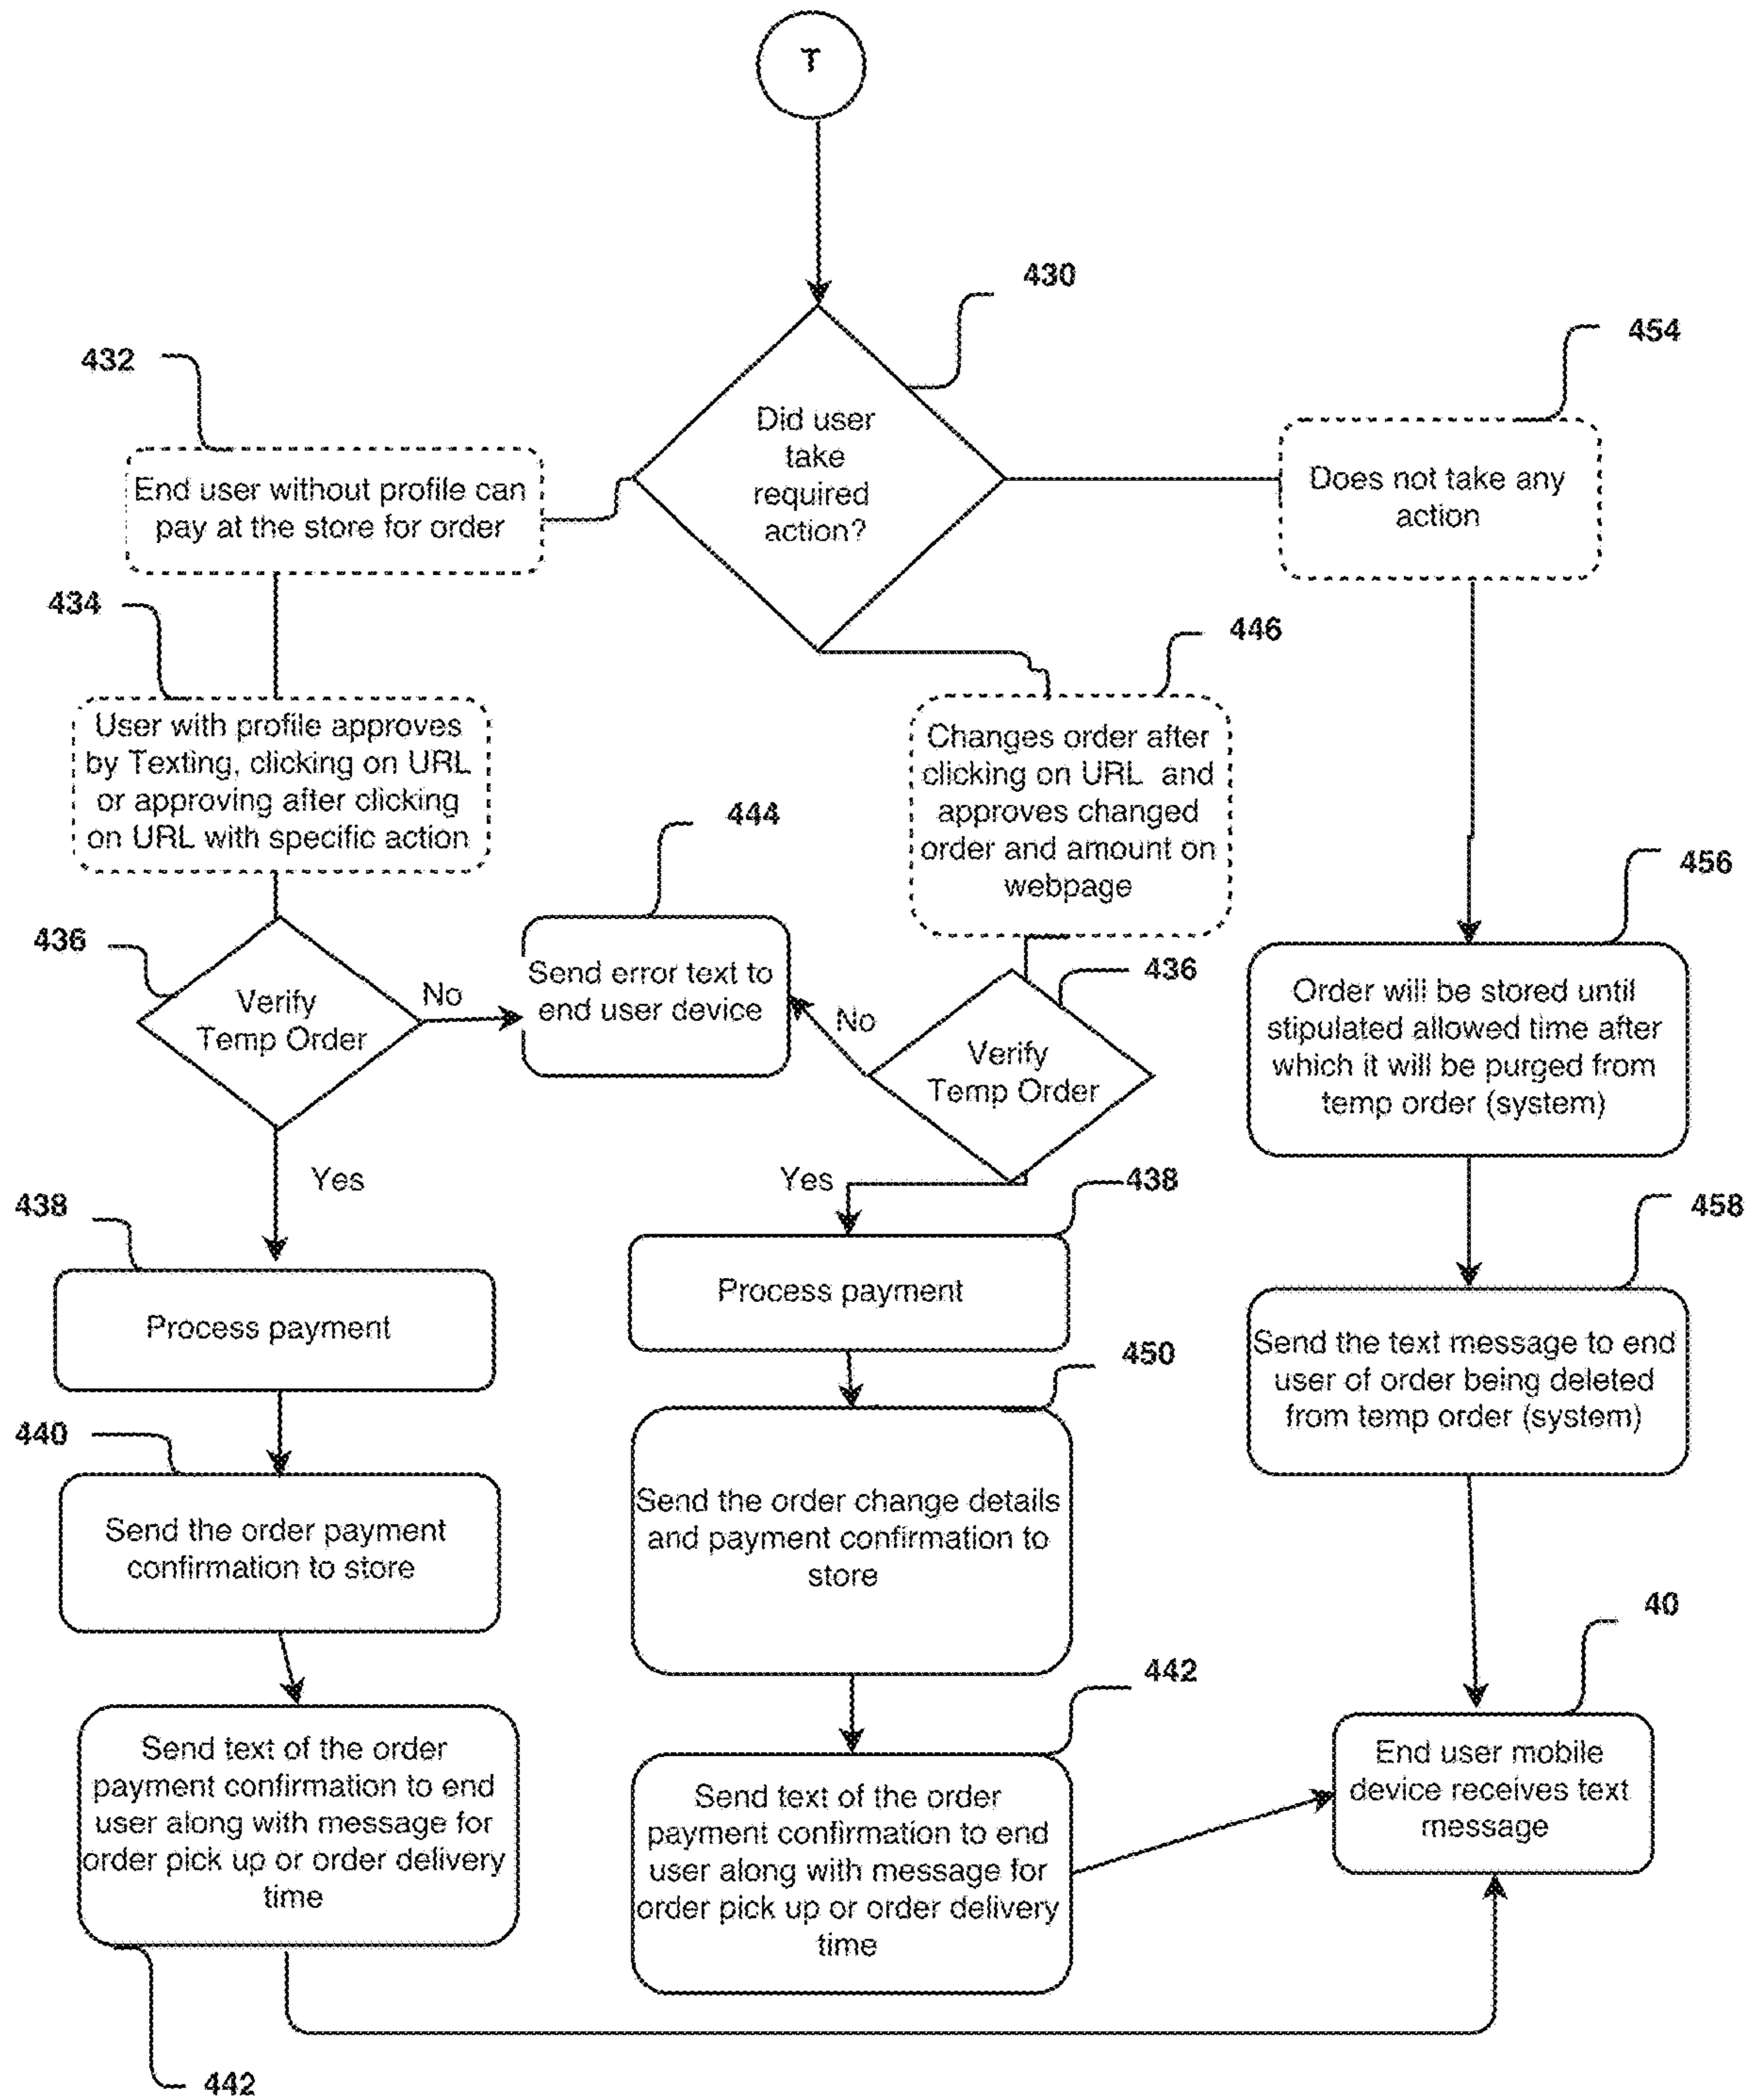 T
430
Did user
take
required
action?
432
End user without profile can
pay at the store for order
454
Does not take any
action
434
User with profile approves
by Texting, clicking on URL
or approving after clicking
on URL with specific action
446
Changes order after
clicking on URL and
approves changed
order and amount on
webpage
444
Send error text to
end user device
436
Verify
Temp Order
No
Yes
436
Verify
Temp Order
No
Yes
456
Order will be stored until
stipulated allowed time after
which it will be purged from
temp order (system)
438
Process payment
438
Process payment
458
Send the text message to end
user of order being deleted
from temp order (system)
440
Send the order payment
confirmation to store
450
Send the order change details
and payment confirmation to
store
40
End user mobile
device receives text
message
442
Send text of the order
payment confirmation to end
user along with message for
order pick up or order delivery
time
Send text of the order
payment confirmation to end
user along with message for
order pick up or order delivery
time
442